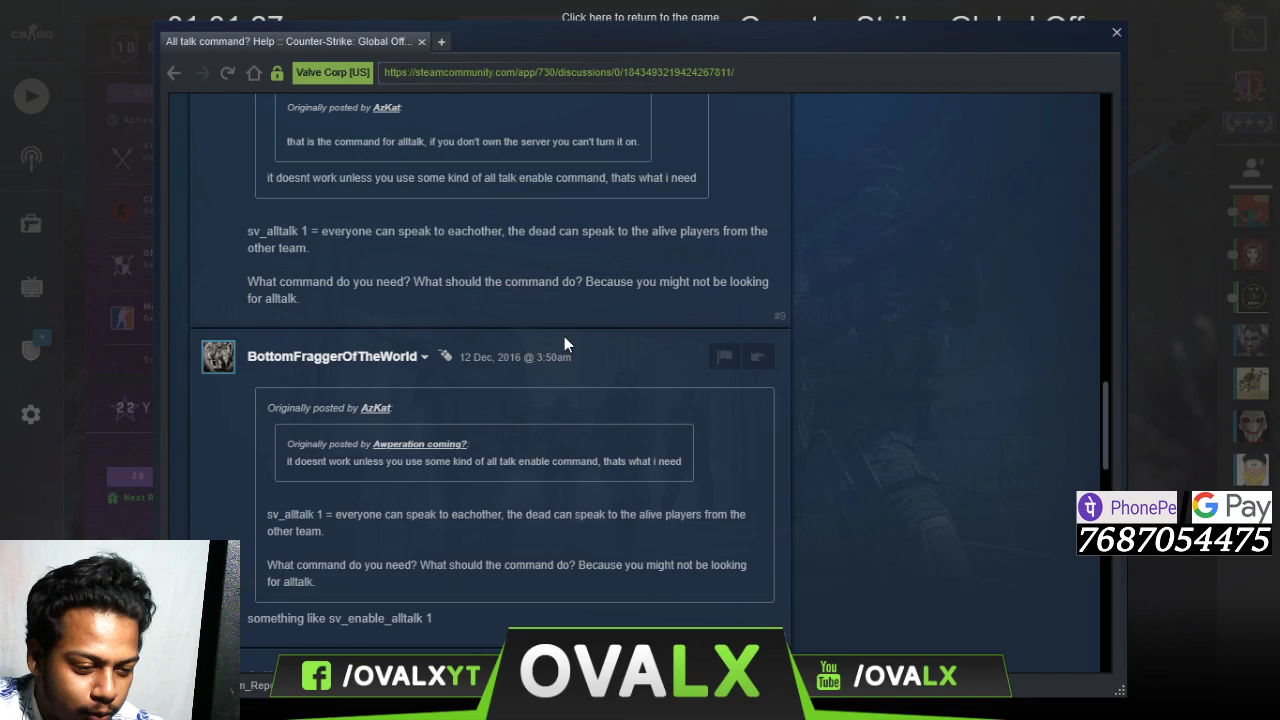 Click here to return to the game
CS:GO
All talk command? Help :: Counter-Strike: Global Off...
Valve Corp [US]
https://steamcommunity.com/app/730/discussions/0/1843493219424267811/
Originally posted by AzKat:
that is the command for alltalk, if you don't own the server you can't turn it on.
it doesnt work unless you use some kind of all talk enable command, thats what i need
sv_alltalk 1 = everyone can speak to eachother, the dead can speak to the alive players from the
other team.
What command do you need? What should the command do? Because you might not be looking
for alltalk.
#9
BottomFraggerOfTheWorld
12 Dec, 2016 @ 3:50am
Originally posted by AzKat:
Originally posted by Awperation coming?:
it doesnt work unless you use some kind of all talk enable command, thats what i need
sv_alltalk 1 = everyone can speak to eachother, the dead can speak to the alive players from the
other team.
What command do you need? What should the command do? Because you might not be looking
for alltalk.
something like sv_enable_alltalk 1
22 Y
Next R
PhonePe
G Pay
7687054475
/OVALXYT
OVALX
You Tube
/OVALX